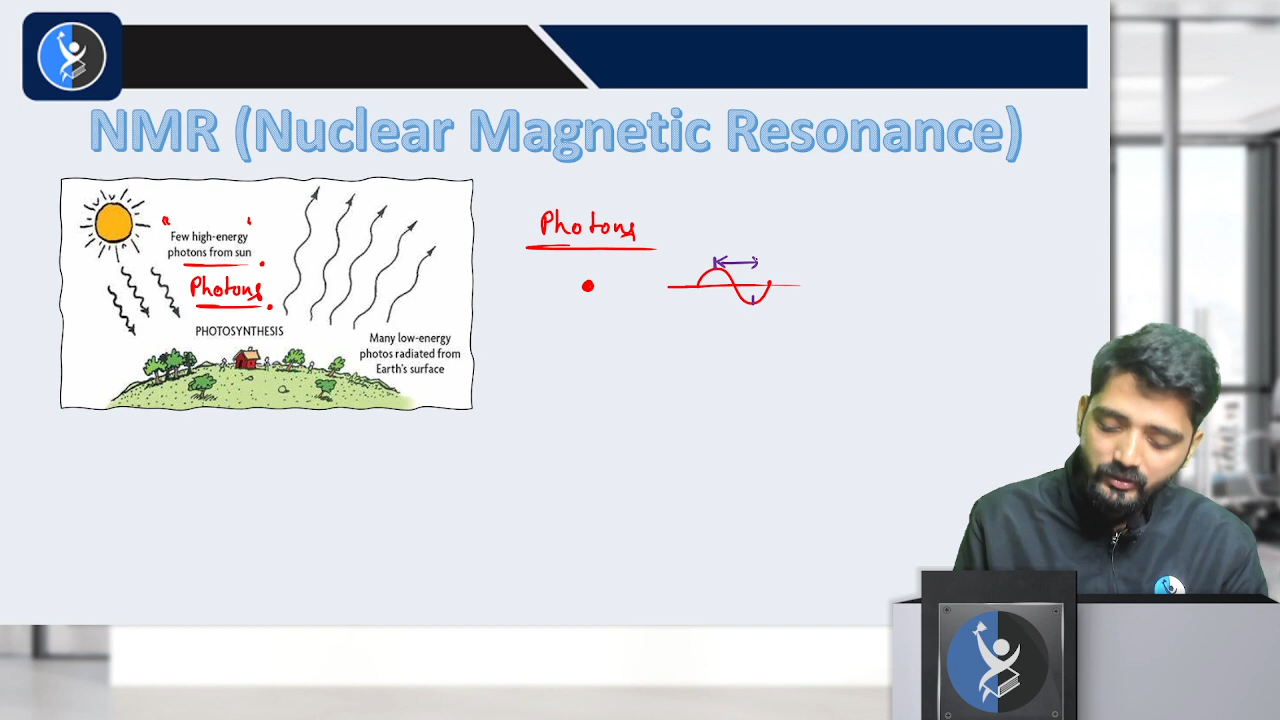 NMR (Nuclear Magnetic Resonance)
Few high-energy
photons from sun
Photons
PHOTOSYNTHESIS
Many low-energy
photos radiated from
Earth's surface
Photons